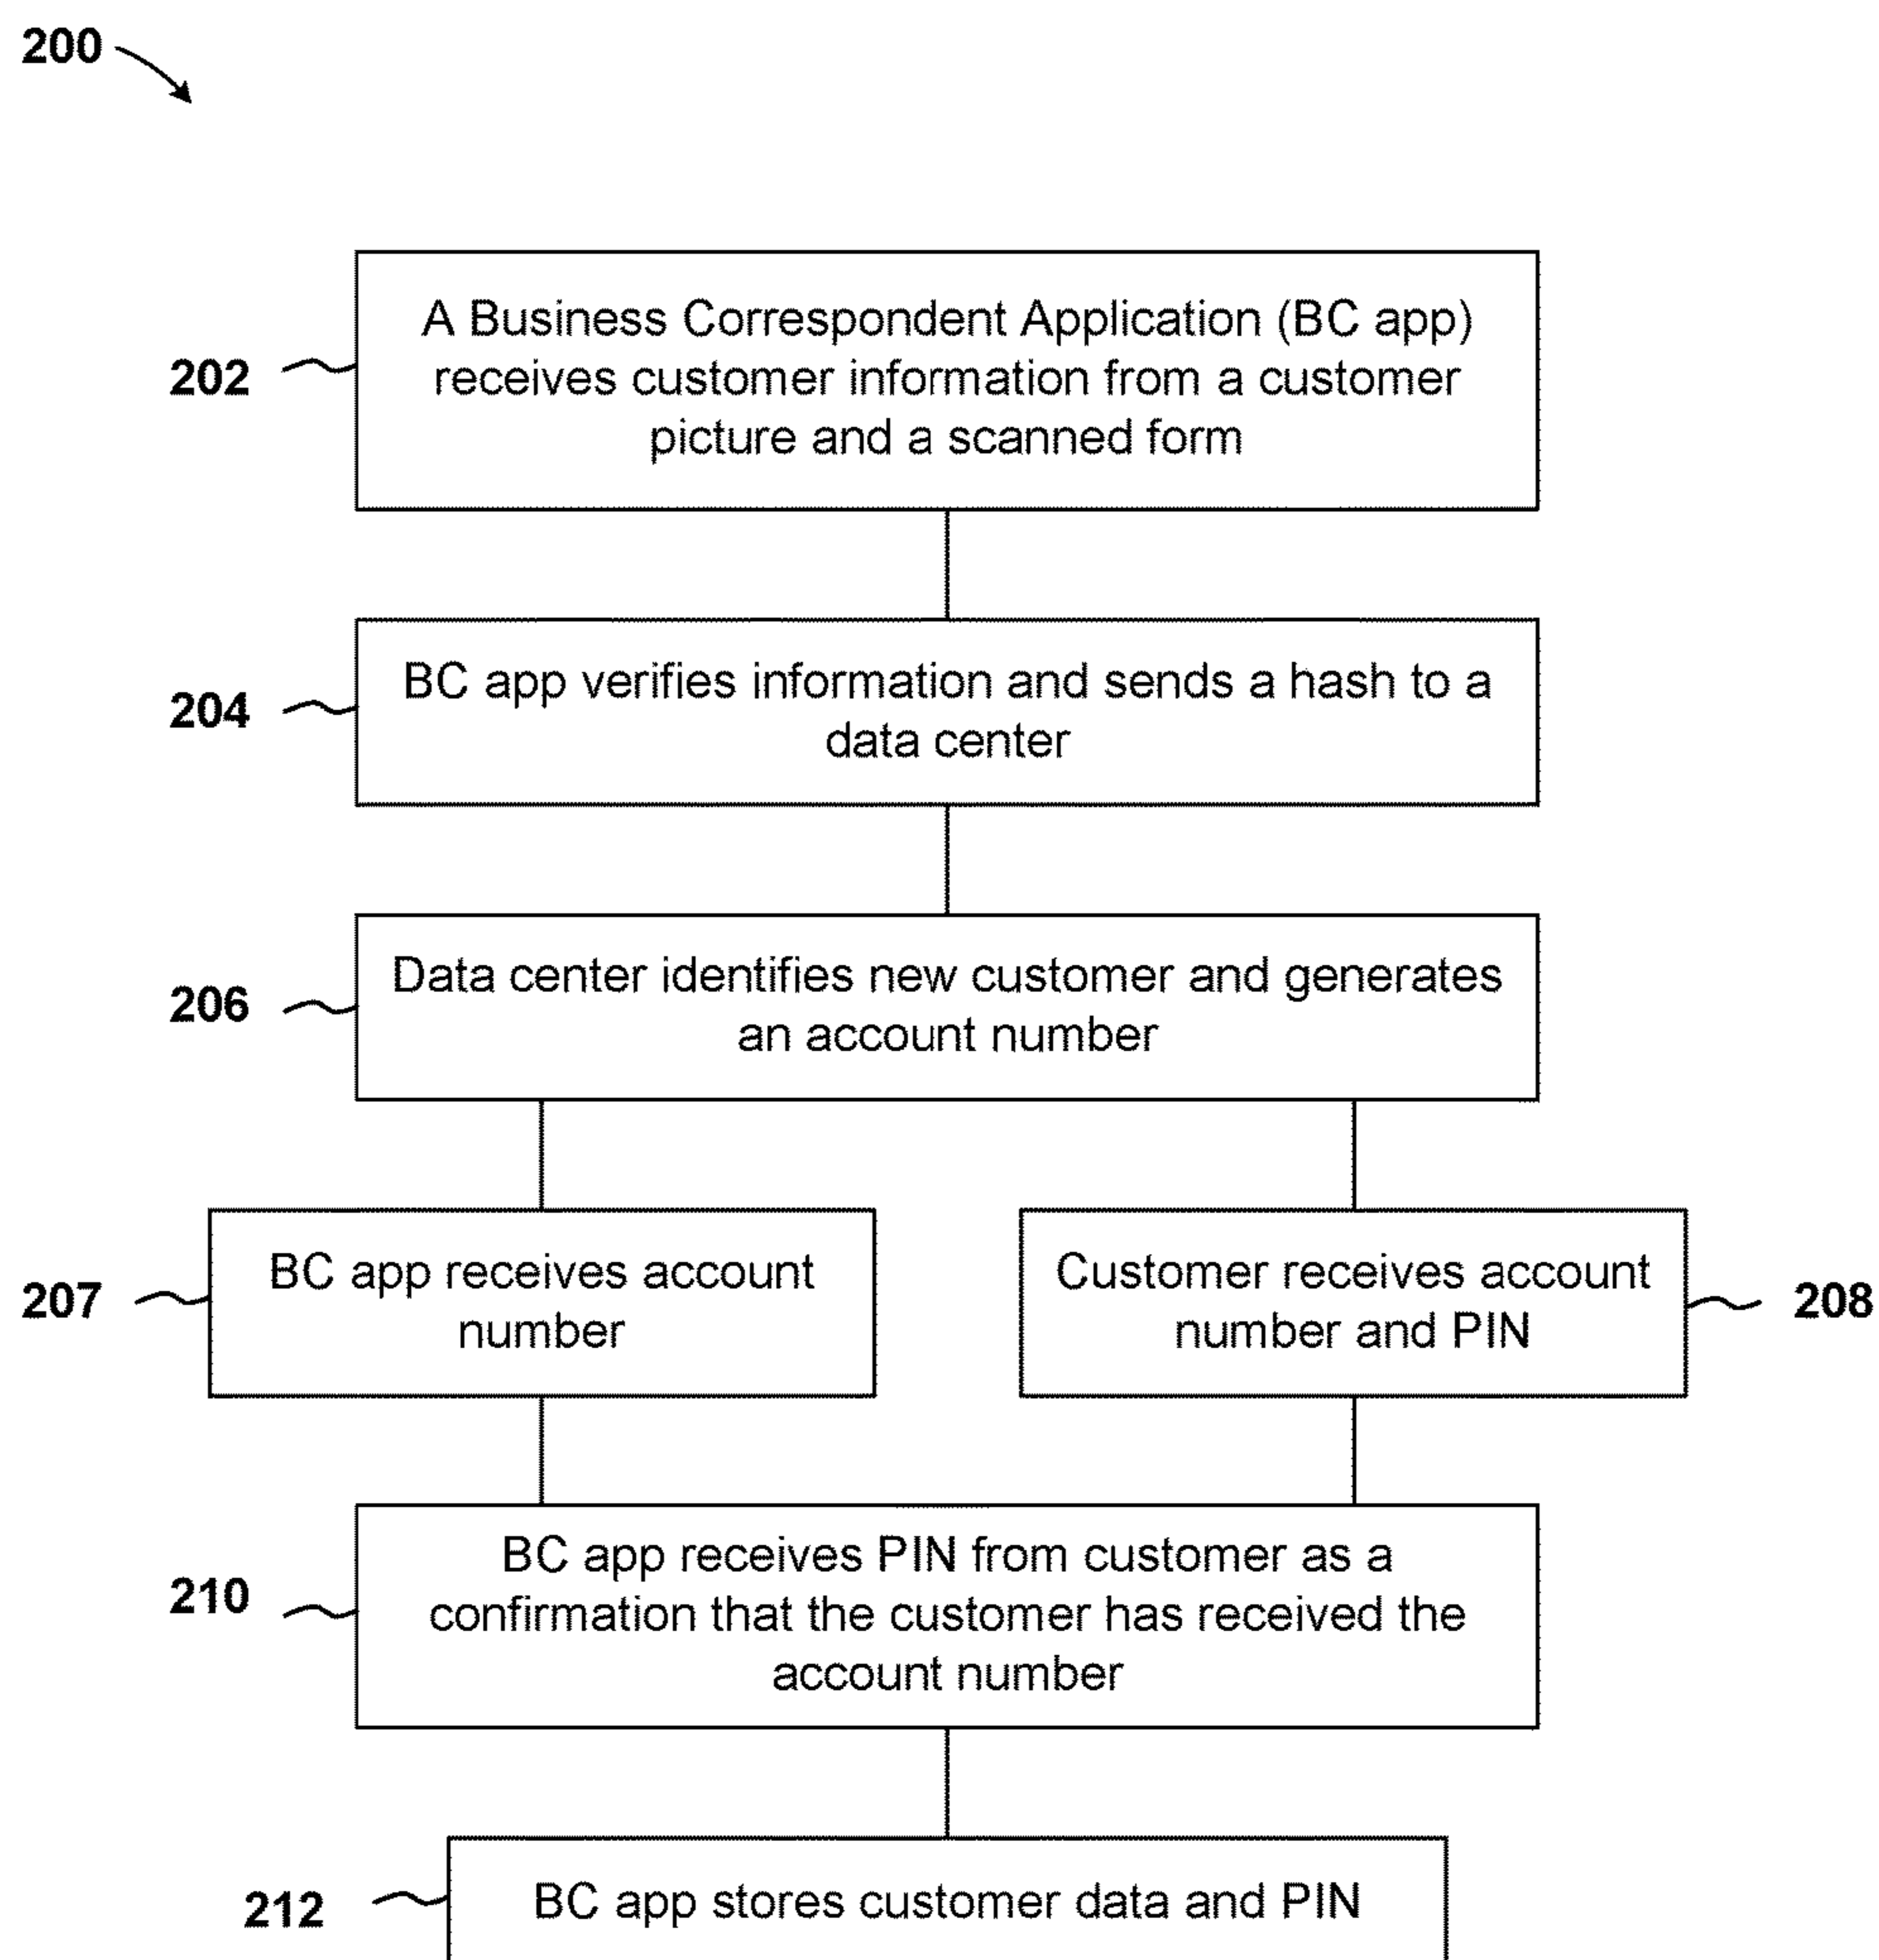 200
A Business Correspondent Application (BC app)
receives customer information from a customer
picture and a scanned form
202
BC app verifies information and sends a hash to a
data center
204
Data center identifies new customer and generates
an account number
206
BC app receives account
number
207
Customer receives account
number and PIN
208
BC app receives PIN from customer as a
confirmation that the customer has received the
account number
210
BC app stores customer data and PIN
212